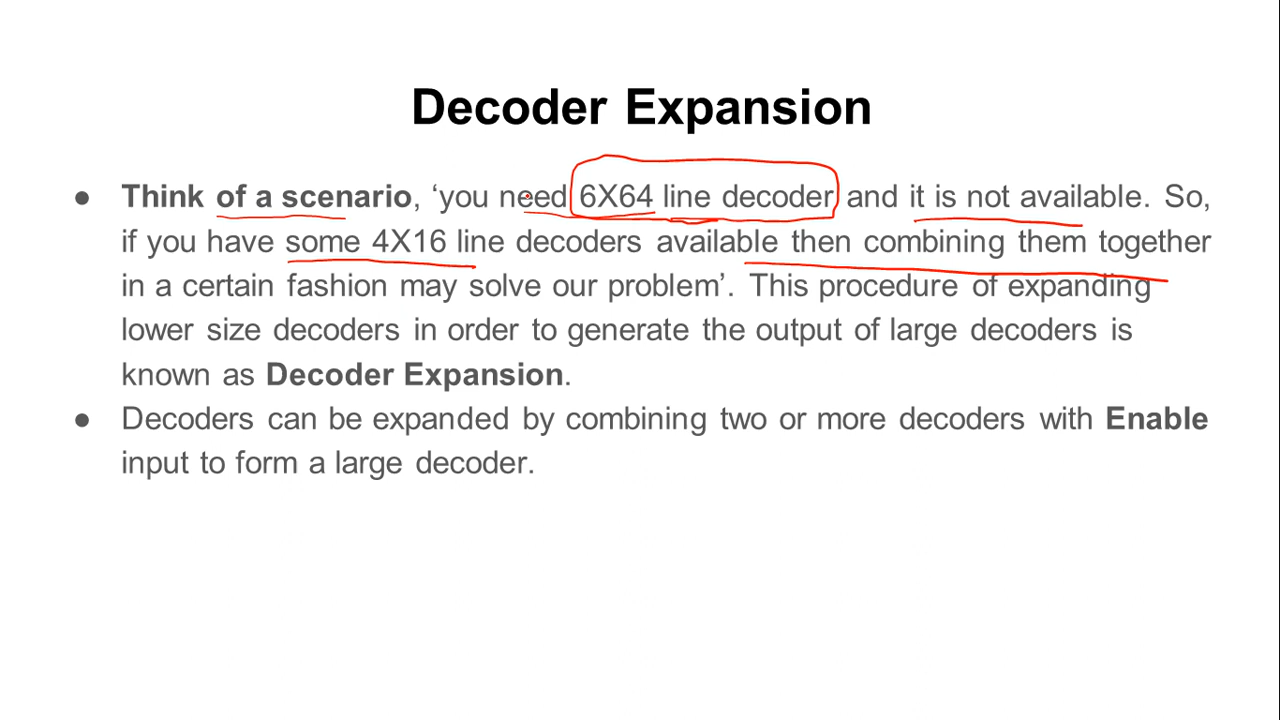 Decoder Expansion
● Think of a scenario, ‘you need 6X64 line decoder and it is not available. So,
if you have some 4X16 line decoders available then combining them together
in a certain fashion may solve our problem’. This procedure of expanding
lower size decoders in order to generate the output of large decoders is
known as Decoder Expansion.
● Decoders can be expanded by combining two or more decoders with Enable
input to form a large decoder.